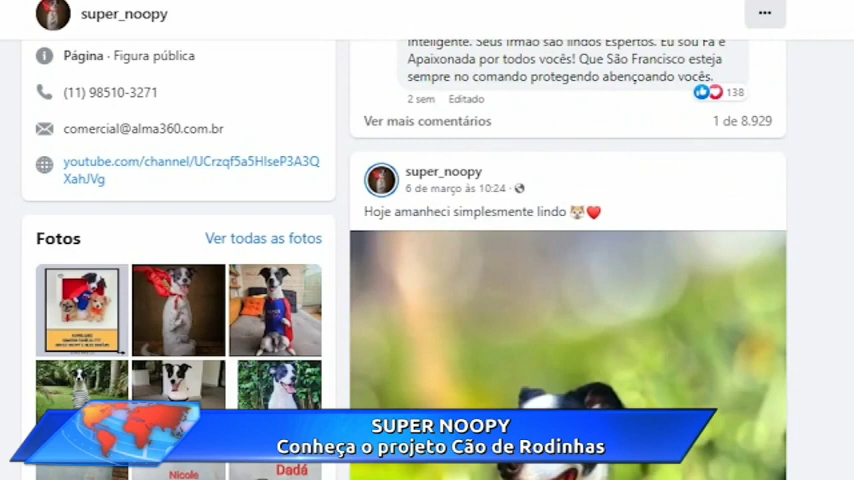 super_noopy
Página · Figura pública
(11) 98510-3271
comercial@alma360.com.br
youtube.com/channel/UCrzqf5a5HIseP3A3Q
XahJVg
Fotos
Ver todas as fotos
Nicole
Dadá
inteligente. Seus irmão são lindos Espertos. Eu sou Fã e
Apaixonada por todos vocês! Que São Francisco esteja
sempre no comando protegendo abençoando vocês.
2 sem Editado
138
Ver mais comentários
1 de 8.929
super_noopy
6 de março às 10:24 ·
Hoje amanheci simplesmente lindo 🐶❤️
SUPER NOOPY
Conheça o projeto Cão de Rodinhas